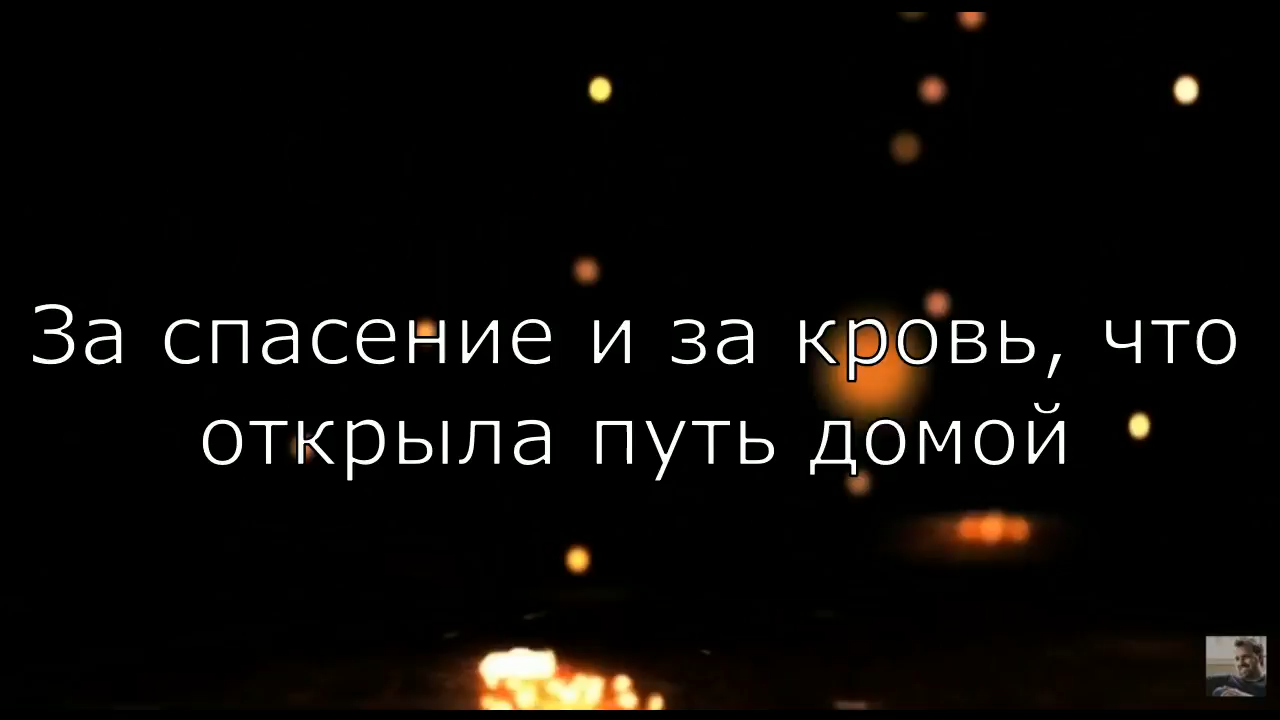 За спасение и за кровь, что
открыла путь домой